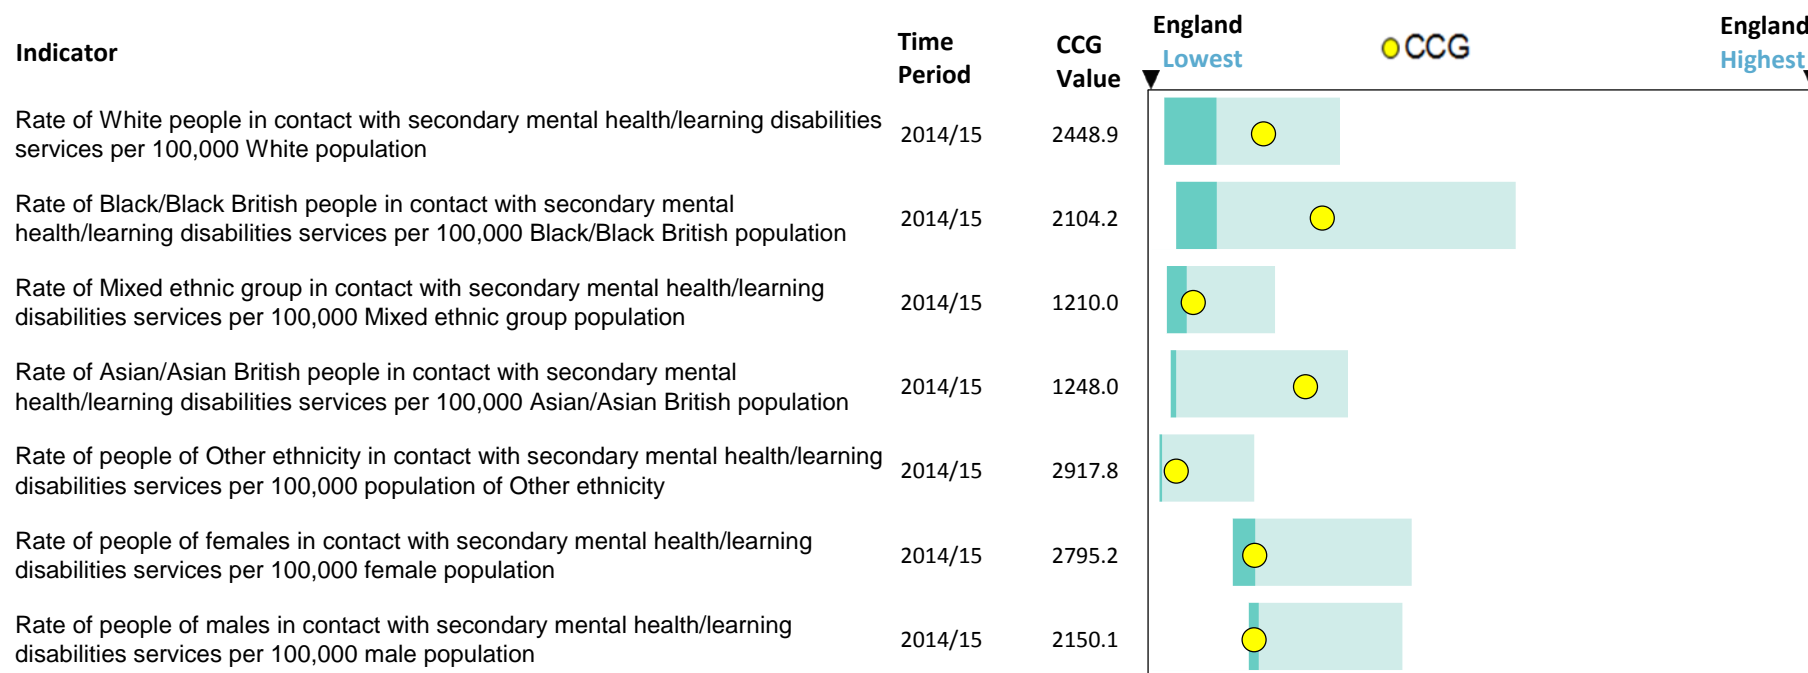 Indicator
Time
Period
CCG
Value
England
Lowest
CCG
England
Highest
Rate of White people in contact with secondary mental health/learning disabilities
services per 100,000 White population
2014/15
2448.9
Rate of Black/Black British people in contact with secondary mental
health/learning disabilities services per 100,000 Black/Black British population
2014/15
2104.2
Rate of Mixed ethnic group in contact with secondary mental health/learning
disabilities services per 100,000 Mixed ethnic group population
2014/15
1210.0
Rate of Asian/Asian British people in contact with secondary mental
health/learning disabilities services per 100,000 Asian/Asian British population
2014/15
1248.0
Rate of people of Other ethnicity in contact with secondary mental health/learning
disabilities services per 100,000 population of Other ethnicity
2014/15
2917.8
Rate of people of females in contact with secondary mental health/learning
disabilities services per 100,000 female population
2014/15
2795.2
Rate of people of males in contact with secondary mental health/learning
disabilities services per 100,000 male population
2014/15
2150.1